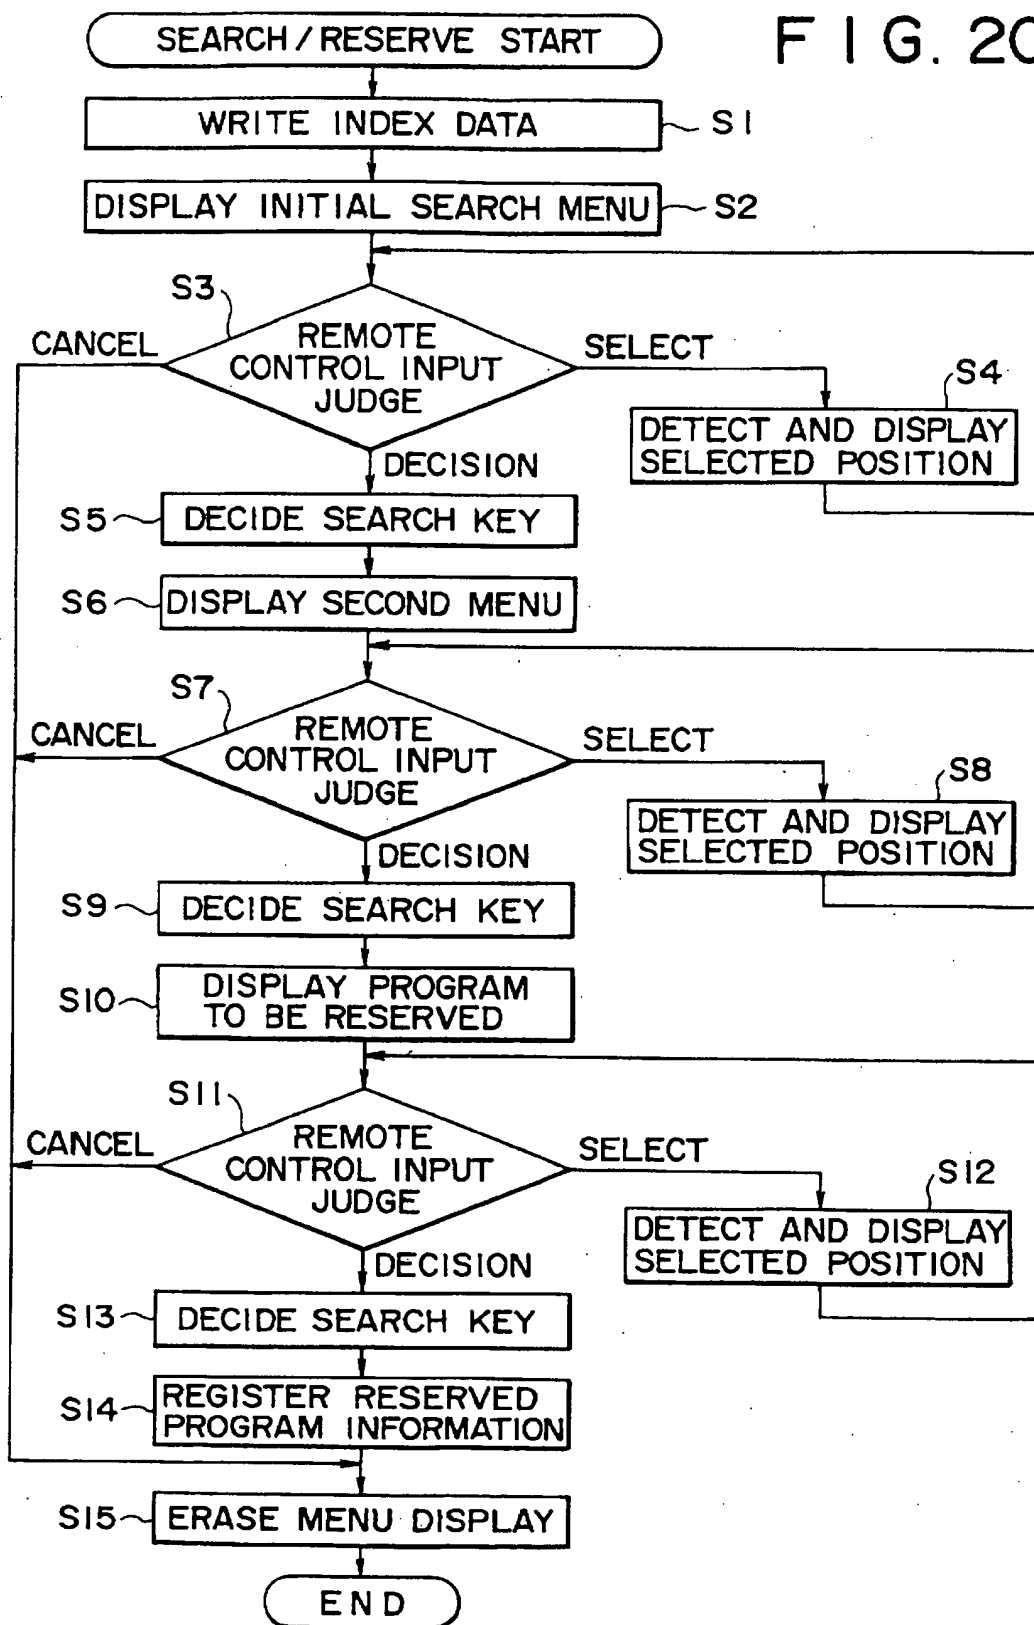 SEARCH/RESERVE START
FIG. 20
WRITE INDEX DATA
S1
DISPLAY INITIAL SEARCH MENU
S2
S3
CANCEL
REMOTE
CONTROL INPUT
JUDGE
SELECT
S4
DETECT AND DISPLAY
SELECTED POSITION
DECISION
S5
DECIDE SEARCH KEY
S6
DISPLAY SECOND MENU
S7
CANCEL
REMOTE
CONTROL INPUT
JUDGE
SELECT
S8
DETECT AND DISPLAY
SELECTED POSITION
DECISION
S9
DECIDE SEARCH KEY
S10
DISPLAY PROGRAM
TO BE RESERVED
S11
CANCEL
REMOTE
CONTROL INPUT
JUDGE
SELECT
S12
DETECT AND DISPLAY
SELECTED POSITION
DECISION
S13
DECIDE SEARCH KEY
S14
REGISTER RESERVED
PROGRAM INFORMATION
S15
ERASE MENU DISPLAY
END